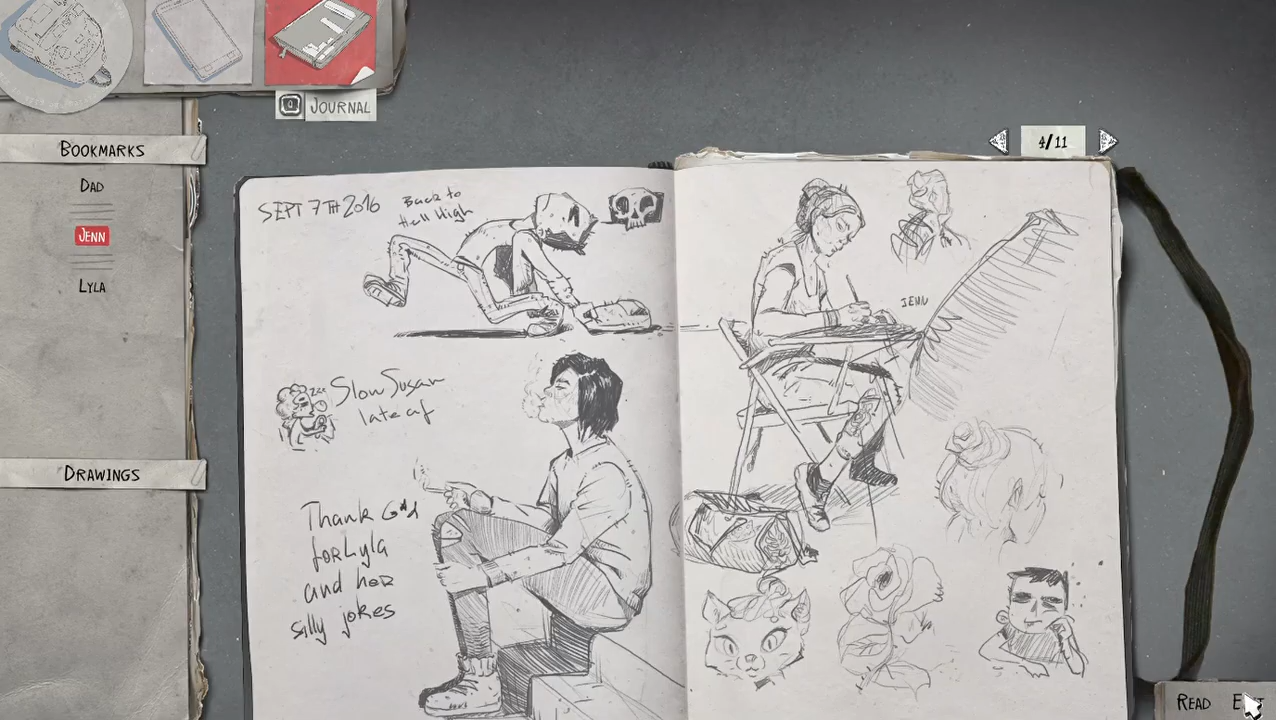 JOURNAL
BOOKMARKS
DAD
JENN
LYLA
DRAWINGS
4/11
SEPT 7TH 2016
Back to
Hell High
zzz
Slow Susan
late af
Thank G*d
for Lyla
and her
silly jokes
JENN
READ